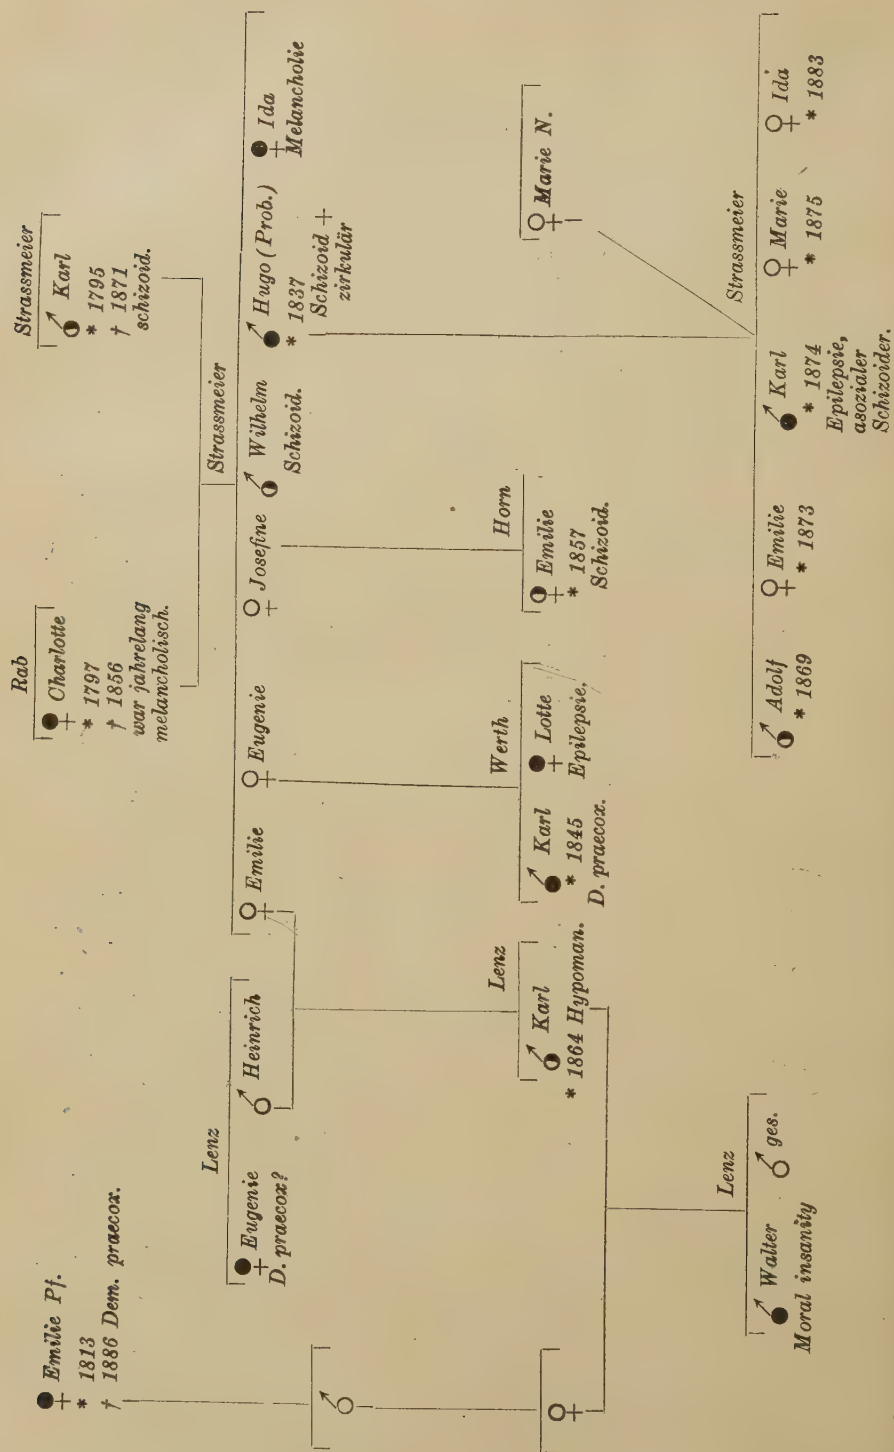 Strassmeier
♂ Karl
* 1795
† 1871
schizoid.
Rab
♀ Charlotte
* 1797
† 1856
war jahrelang
melancholisch.
Emilie Pf.
* 1813
† 1886 Dem. praecox.
Strassmeier
Ida
Melancholie
Hugo (Prob.)
* 1837
Schizoid +
zirkulär
Wilhelm
Schizoid.
Josefine
Eugenie
Emilie
Lenz
Heinrich
Eugenie
D. praecox?
Marie N.
Horn
Emilie
* 1857
Schizoid.
Werth
Lotte
Epilepsie.
Karl
* 1845
D. praecox.
Lenz
Karl
* 1864 Hypoman.
Strassmeier
Ida
* 1883
Marie
* 1875
Karl
* 1874
Epilepsie,
asozialer
Schizoider.
Emilie
* 1873
Adolf
* 1869
Lenz
ges.
Walter
Moral insanity